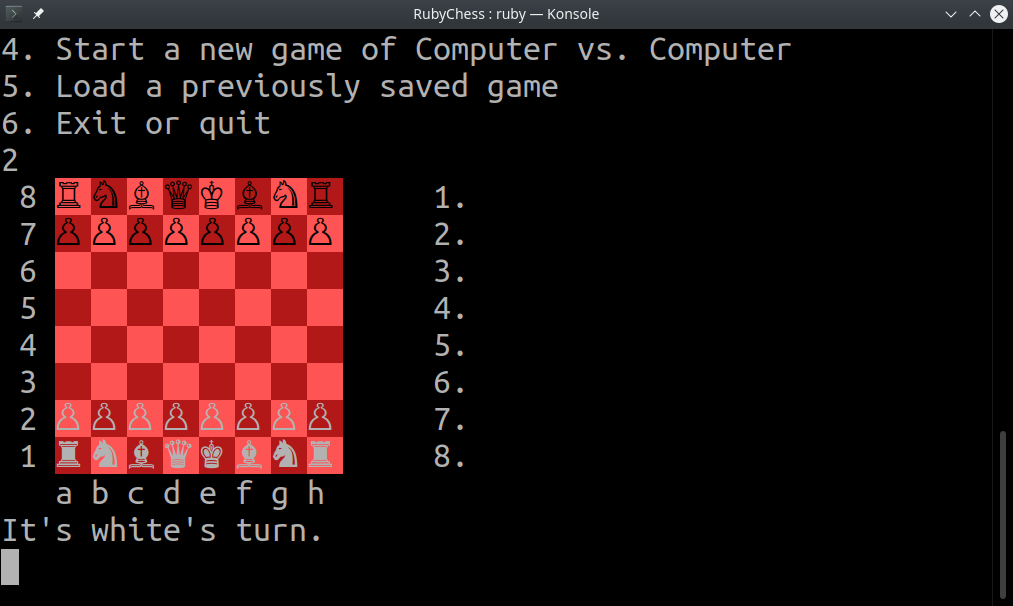 RubyChess : ruby — Konsole
4. Start a new game of Computer vs. Computer
5. Load a previously saved game
6. Exit or quit
2
8 1.
7 2.
6 3.
5 4.
4 5.
3 6.
2 7.
1 8.
a b c d e f g h
It's white's turn.